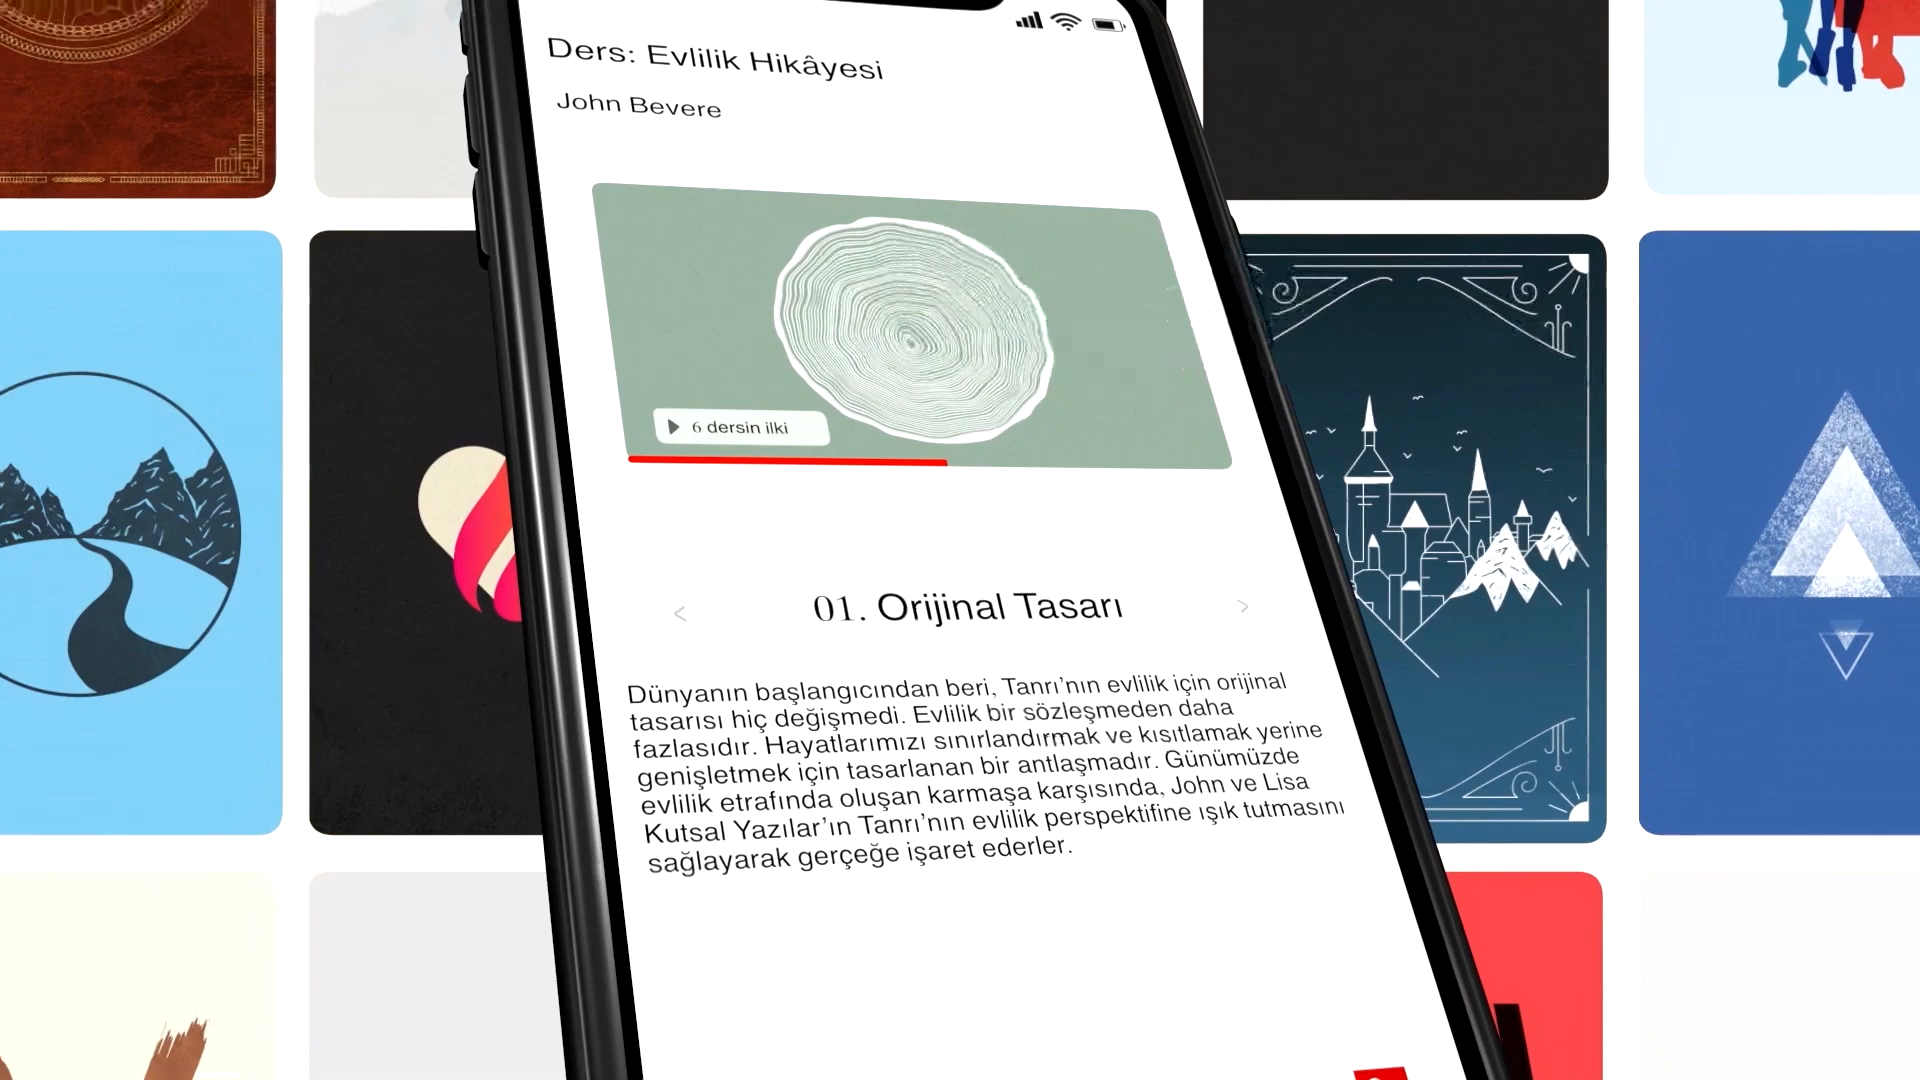 Ders: Evlilik Hikâyesi
John Bevere
6 dersin ilki
01. Orijinal Tasarı
Dünyanın başlangıcından beri, Tanrı’nın evlilik için orijinal
tasarısı hiç değişmedi. Evlilik bir sözleşmeden daha
fazlasıdır. Hayatlarımızı sınırlandırmak ve kısıtlamak yerine
genişletmek için tasarlanan bir antlaşmadır. Günümüzde
evlilik etrafında oluşan karmaşa karşısında, John ve Lisa
Kutsal Yazılar’ın Tanrı’nın evlilik perspektifine ışık tutmasını
sağlayarak gerçeğe işaret ederler.